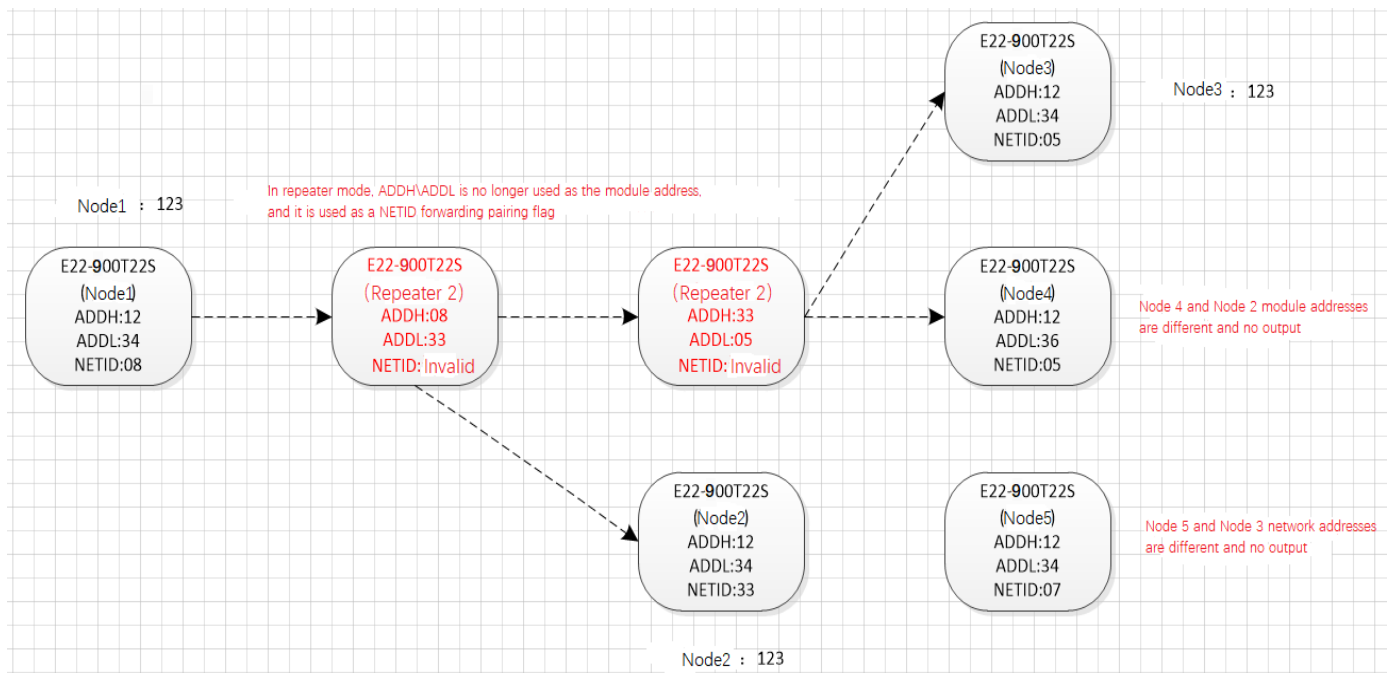 E22-900T22S
(Node3)
ADDH:12
ADDL:34
NETID:05
Node3 : 123
Node1 : 123
In repeater mode, ADDH\ADDL is no longer used as the module address,
and it is used as a NETID forwarding pairing flag
E22-900T22S
(Node1)
ADDH:12
ADDL:34
NETID:08
E22-900T22S
(Repeater 2)
ADDH:08
ADDL:33
NETID: Invalid
E22-900T22S
(Repeater 2)
ADDH:33
ADDL:05
NETID: Invalid
E22-900T22S
(Node4)
ADDH:12
ADDL:36
NETID:05
Node 4 and Node 2 module addresses
are different and no output
E22-900T22S
(Node2)
ADDH:12
ADDL:34
NETID:33
E22-900T22S
(Node5)
ADDH:12
ADDL:34
NETID:07
Node 5 and Node 3 network addresses
are different and no output
Node2 : 123